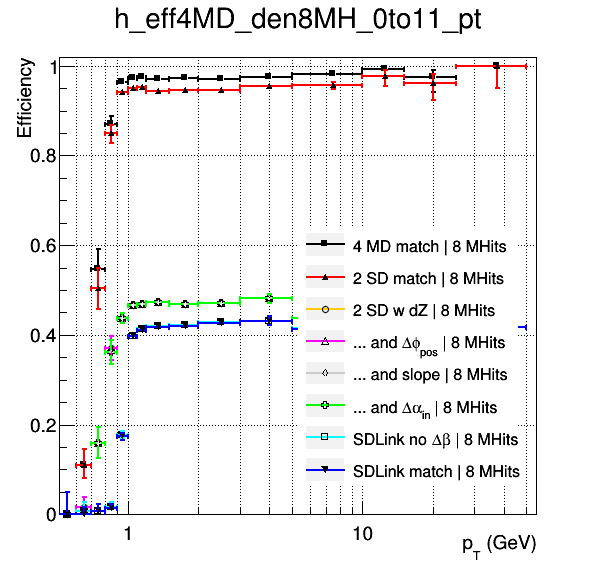 h_eff4MD_den8MH_0to11_pt
Efficiency
1
0.8
0.6
0.4
0.2
0
4 MD match | 8 MHits
2 SD match | 8 MHits
2 SD w dZ | 8 MHits
... and Δϕpos | 8 MHits
... and slope | 8 MHits
... and Δαin | 8 MHits
SDLink no Δβ | 8 MHits
SDLink match | 8 MHits
1
10
pT (GeV)